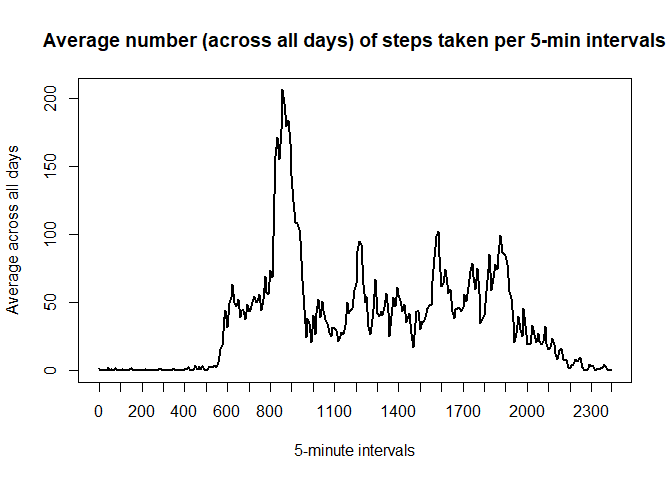 Average number (across all days) of steps taken per 5-min intervals
Average across all days
200
150
100
50
0
0 200 400 600 800 1100 1400 1700 2000 2300
5-minute intervals